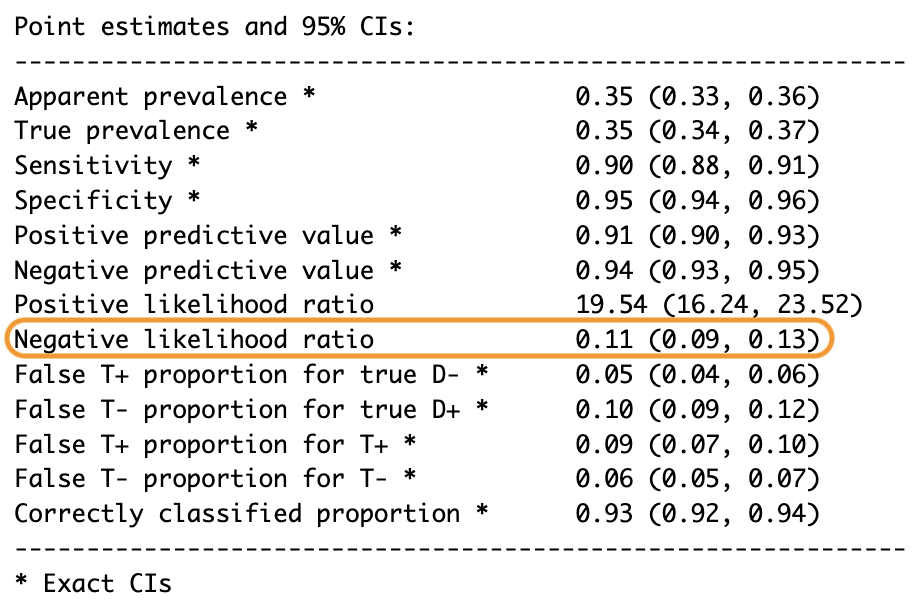 Point estimates and 95% CIs:
--------------------------------------------------------------
Apparent prevalence * 0.35 (0.33, 0.36)
True prevalence * 0.35 (0.34, 0.37)
Sensitivity * 0.90 (0.88, 0.91)
Specificity * 0.95 (0.94, 0.96)
Positive predictive value * 0.91 (0.90, 0.93)
Negative predictive value * 0.94 (0.93, 0.95)
Positive likelihood ratio 19.54 (16.24, 23.52)
Negative likelihood ratio 0.11 (0.09, 0.13)
False T+ proportion for true D- * 0.05 (0.04, 0.06)
False T- proportion for true D+ * 0.10 (0.09, 0.12)
False T+ proportion for T+ * 0.09 (0.07, 0.10)
False T- proportion for T- * 0.06 (0.05, 0.07)
Correctly classified proportion * 0.93 (0.92, 0.94)
--------------------------------------------------------------
* Exact CIs